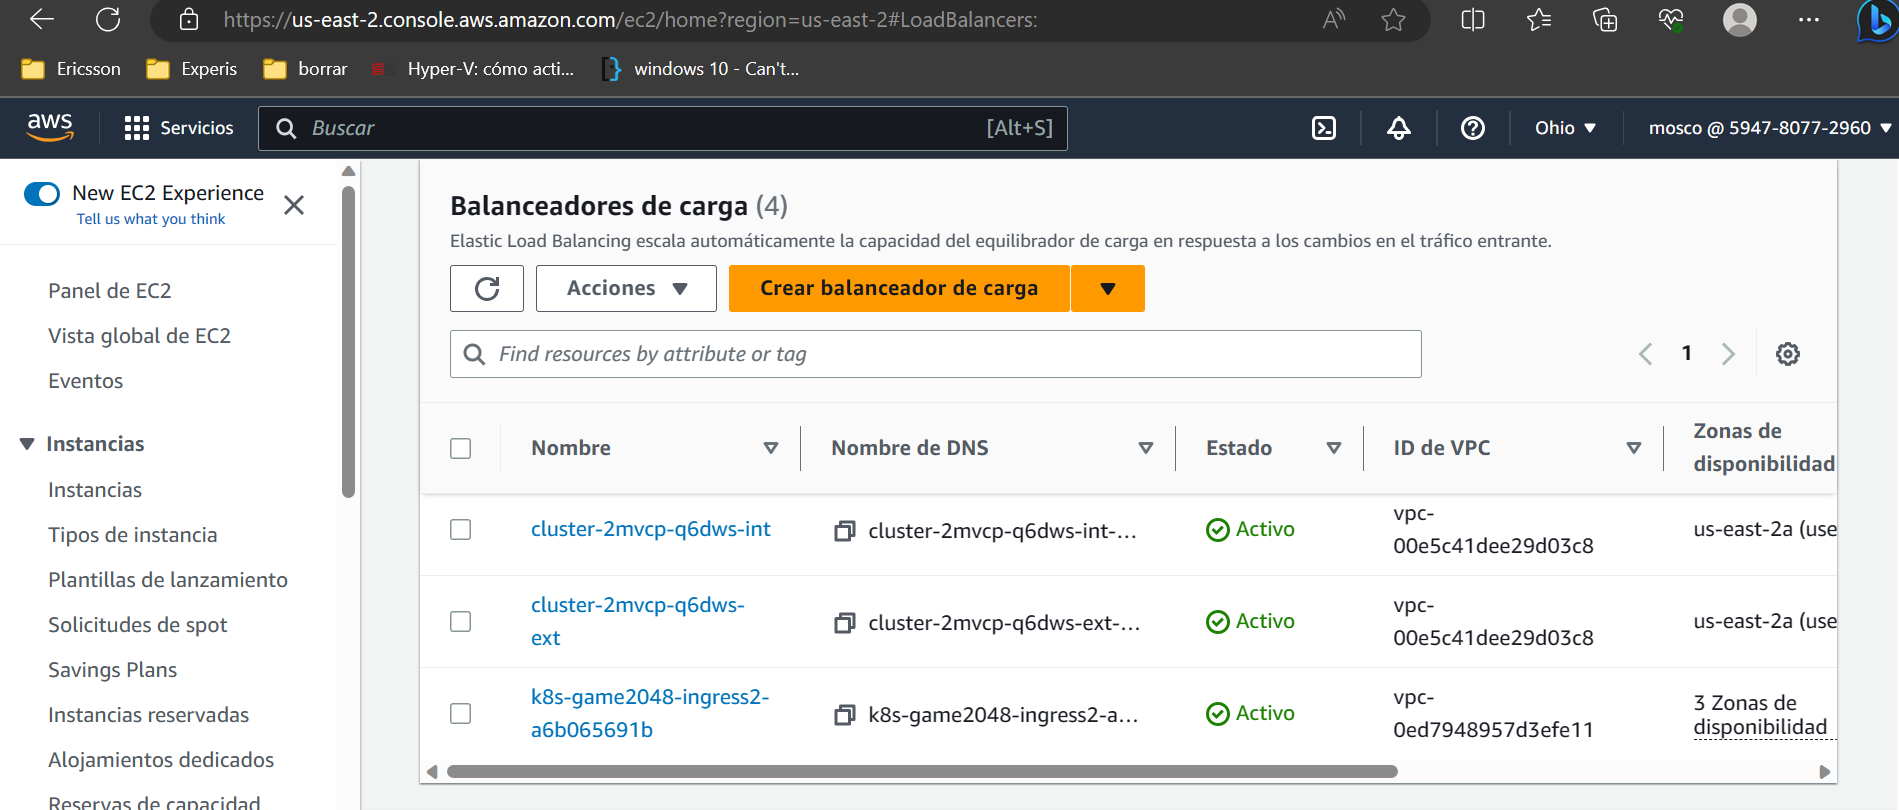 https://us-east-2.console.aws.amazon.com/ec2/home?region=us-east-2#LoadBalancers:
Ericsson
Experis
borrar
Hyper-V: cómo acti...
windows 10 - Can't...
aws
Servicios
Buscar
[Alt+S]
Ohio
mosco @ 5947-8077-2960
New EC2 Experience
Tell us what you think
Panel de EC2
Vista global de EC2
Eventos
Instancias
Instancias
Tipos de instancia
Plantillas de lanzamiento
Solicitudes de spot
Savings Plans
Instancias reservadas
Alojamientos dedicados
Reservas de capacidad
Balanceadores de carga (4)
Elastic Load Balancing escala automáticamente la capacidad del equilibrador de carga en respuesta a los cambios en el tráfico entrante.
Acciones
Crear balanceador de carga
Find resources by attribute or tag
1
Nombre
Nombre de DNS
Estado
ID de VPC
Zonas de
disponibilidad
cluster-2mvcp-q6dws-int
cluster-2mvcp-q6dws-int-...
Activo
vpc-
00e5c41dee29d03c8
us-east-2a (use
cluster-2mvcp-q6dws-
ext
cluster-2mvcp-q6dws-ext-...
Activo
vpc-
00e5c41dee29d03c8
us-east-2a (use
k8s-game2048-ingress2-
a6b065691b
k8s-game2048-ingress2-a...
Activo
vpc-
0ed7948957d3efe11
3 Zonas de
disponibilidad